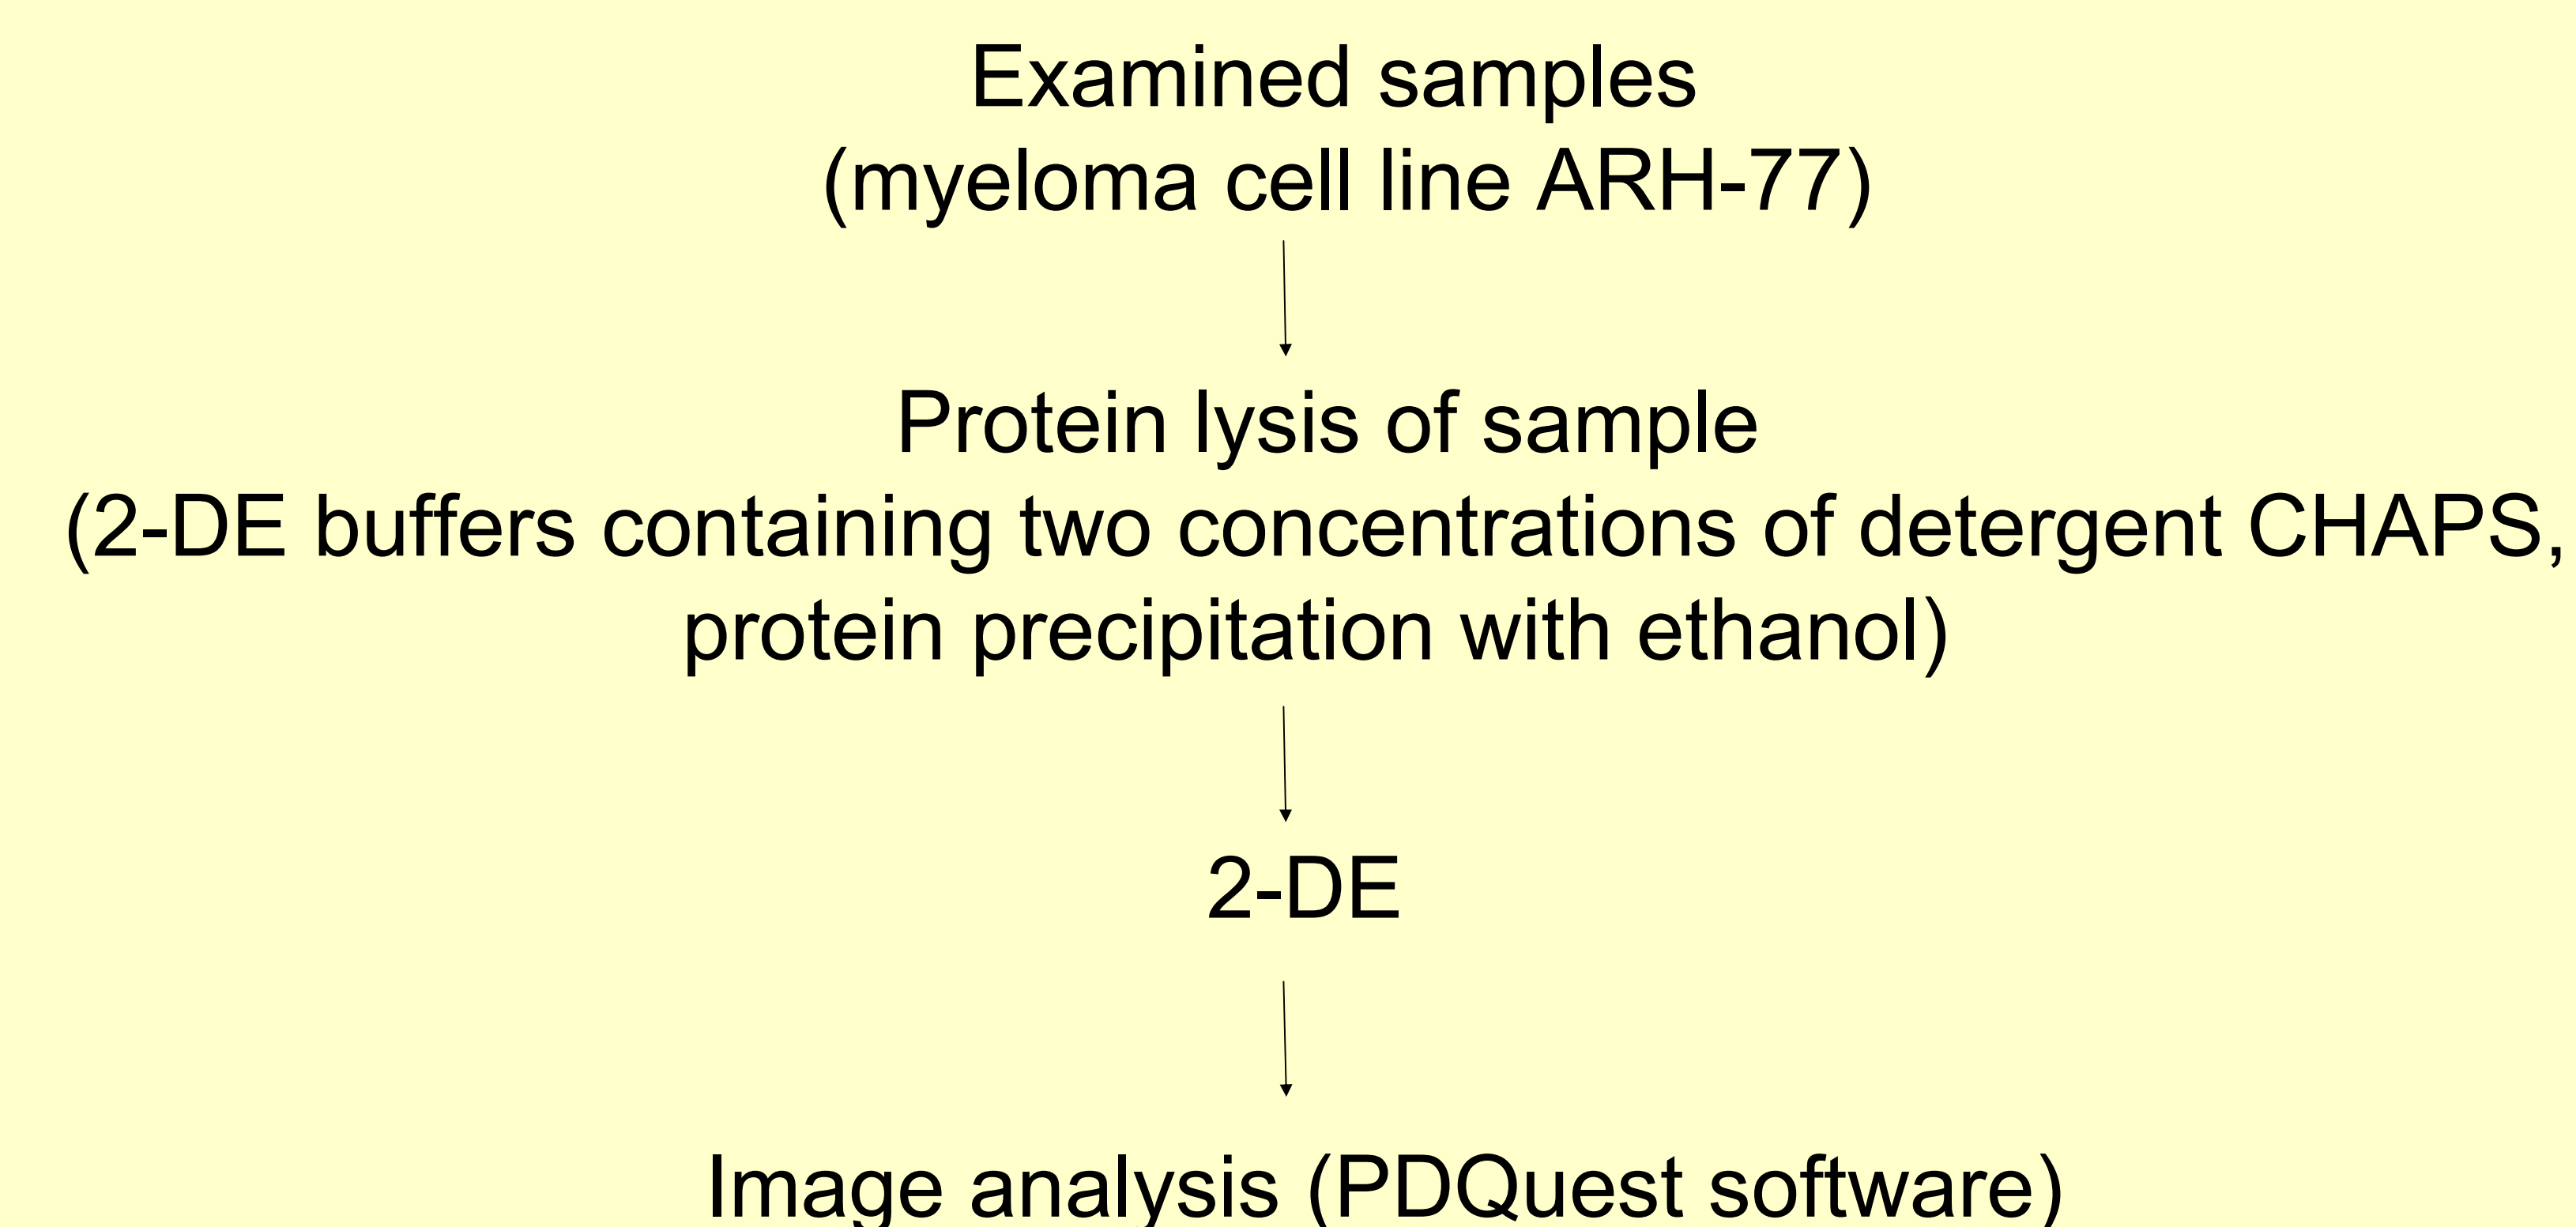 Examined samples
(myeloma cell line ARH-77)
Protein lysis of sample
(2-DE buffers containing two concentrations of detergent CHAPS,
protein precipitation with ethanol)
2-DE
Image analysis (PDQuest software)